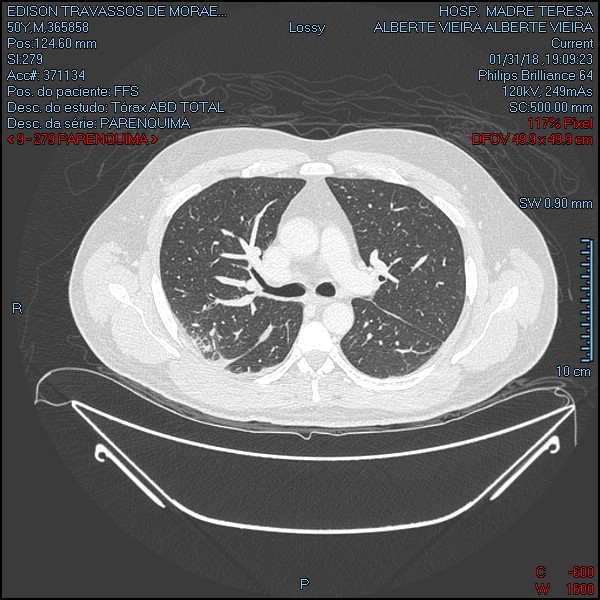 EDISON TRAVASSOS DE MORAE...
50Y,M,365858
Pos:124.60 mm
SI:279
Acc#: 371134
Pos. do paciente: FFS
Desc. do estudo: Tórax ABD TOTAL
Desc. da série: PARENQUIMA
< 9 - 279 PARENQUIMA >
Lossy
HOSP. MADRE TERESA
ALBERTE VIEIRA ALBERTE VIEIRA
Current
01/31/18 ,19:09:23
Philips Brilliance 64
120kV, 249mAs
SC:500.00 mm
117% Pixel
DFOV 49.9 x 49.9 cm
SW 0.90 mm
R
10 cm
P
C -600
W 1600